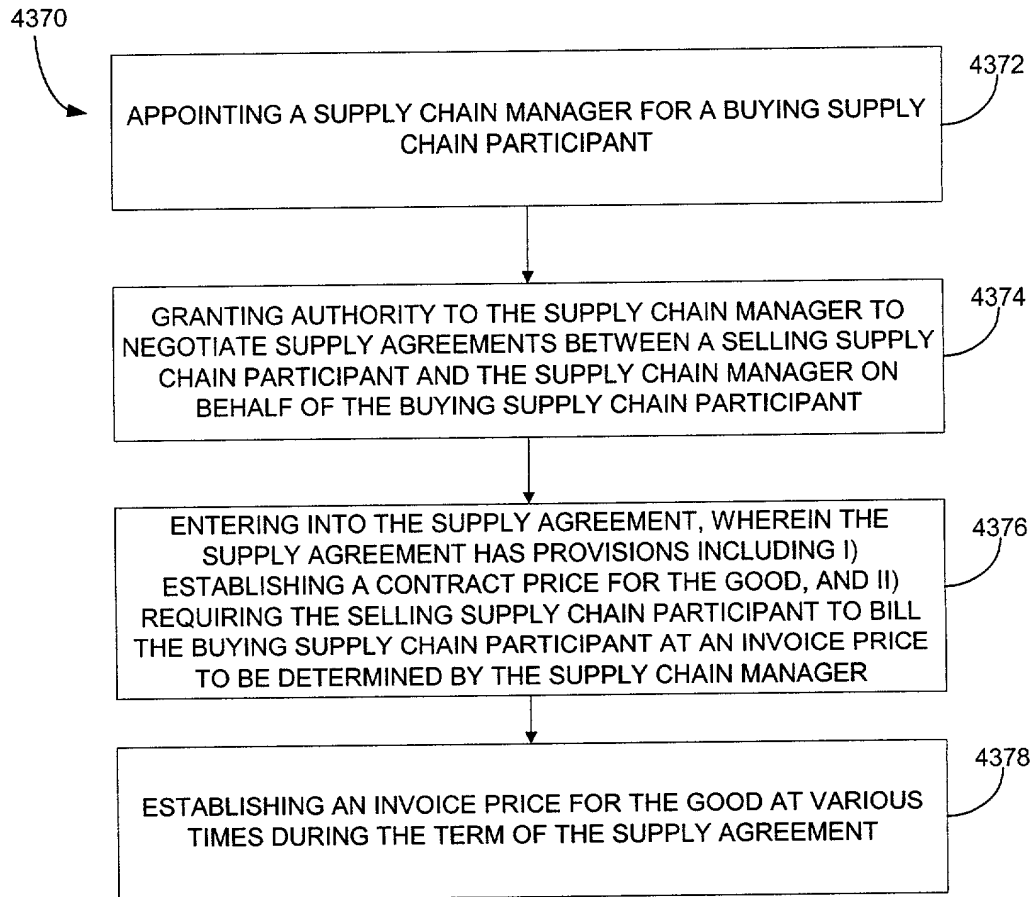 4370
4372
APPOINTING A SUPPLY CHAIN MANAGER FOR A BUYING SUPPLY
CHAIN PARTICIPANT
4374
GRANTING AUTHORITY TO THE SUPPLY CHAIN MANAGER TO
NEGOTIATE SUPPLY AGREEMENTS BETWEEN A SELLING SUPPLY
CHAIN PARTICIPANT AND THE SUPPLY CHAIN MANAGER ON
BEHALF OF THE BUYING SUPPLY CHAIN PARTICIPANT
4376
ENTERING INTO THE SUPPLY AGREEMENT, WHEREIN THE
SUPPLY AGREEMENT HAS PROVISIONS INCLUDING I)
ESTABLISHING A CONTRACT PRICE FOR THE GOOD, AND II)
REQUIRING THE SELLING SUPPLY CHAIN PARTICIPANT TO BILL
THE BUYING SUPPLY CHAIN PARTICIPANT AT AN INVOICE PRICE
TO BE DETERMINED BY THE SUPPLY CHAIN MANAGER
4378
ESTABLISHING AN INVOICE PRICE FOR THE GOOD AT VARIOUS
TIMES DURING THE TERM OF THE SUPPLY AGREEMENT